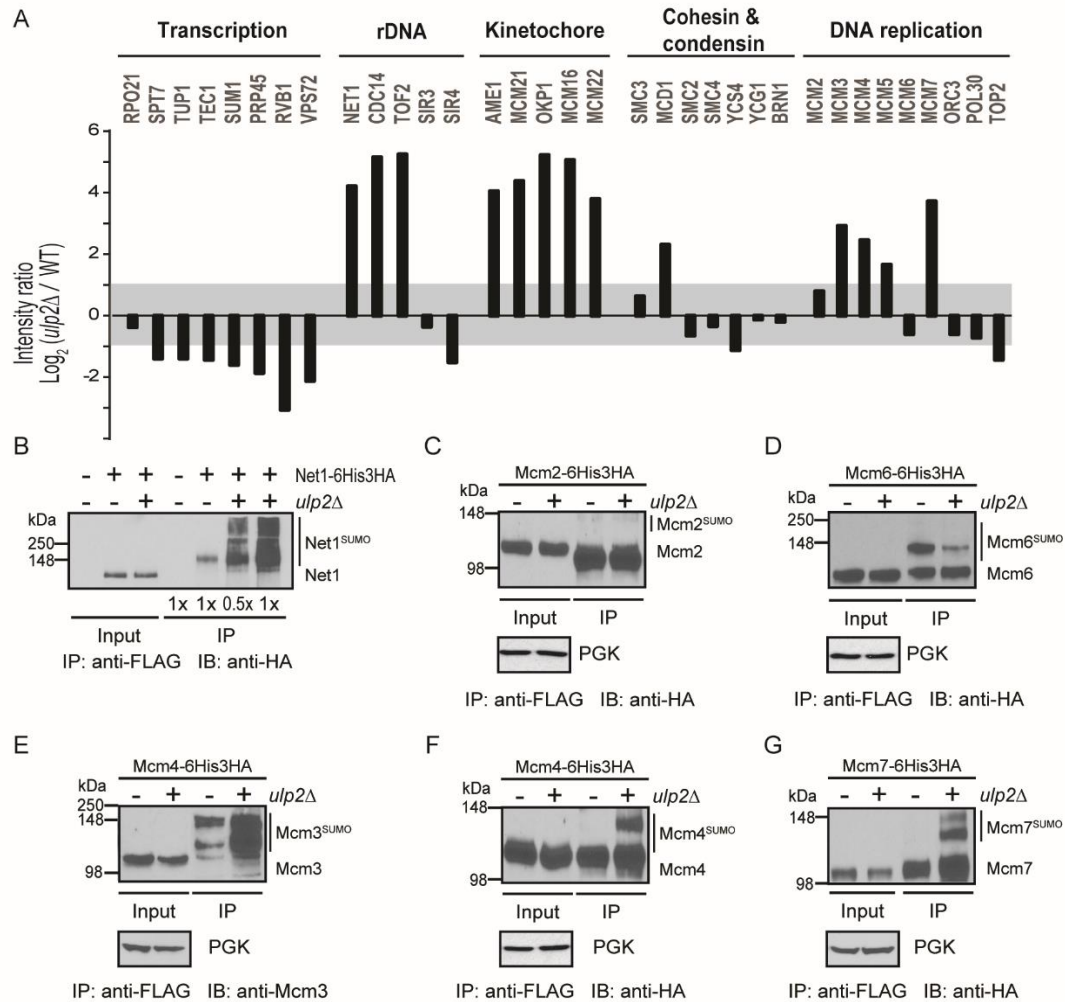 A
Transcription rDNA Kinetochore Cohesin & condensin DNA replication
RPO21 SPT7 TUP1 TEC1 SUM1 PRP45 RVB1 VPS72 NET1 CDC14 TOF2 SIR3 SIR4 AME1 MCM21 OKP1 MCM16 MCM22 SMC3 MCD1 SMC2 SMC4 YCS4 YCG1 BRN1 MCM2 MCM3 MCM4 MCM5 MCM6 MCM7 ORC3 POL30 TOP2
Intensity ratio
Log2 (ulp2Δ / WT)
6
4
2
0
-2
B
- + + - + + + Net1-6His3HA
- - + - - + + ulp2Δ
kDa
250
148
Net1SUMO
Net1
1x 1x 0.5x 1x
Input IP
IP: anti-FLAG IB: anti-HA
C
Mcm2-6His3HA
kDa - + - + ulp2Δ
148
98
Mcm2SUMO
Mcm2
Input IP
PGK
IP: anti-FLAG IB: anti-HA
D
Mcm6-6His3HA
kDa - + - + ulp2Δ
250
148
Mcm6SUMO
Mcm6
Input IP
PGK
IP: anti-FLAG IB: anti-HA
E
Mcm4-6His3HA
kDa - + - + ulp2Δ
250
148
98
Mcm3SUMO
Mcm3
Input IP
PGK
IP: anti-FLAG IB: anti-Mcm3
F
Mcm4-6His3HA
kDa - + - + ulp2Δ
148
98
Mcm4SUMO
Mcm4
Input IP
PGK
IP: anti-FLAG IB: anti-HA
G
Mcm7-6His3HA
kDa - + - + ulp2Δ
148
98
Mcm7SUMO
Mcm7
Input IP
PGK
IP: anti-FLAG IB: anti-HA